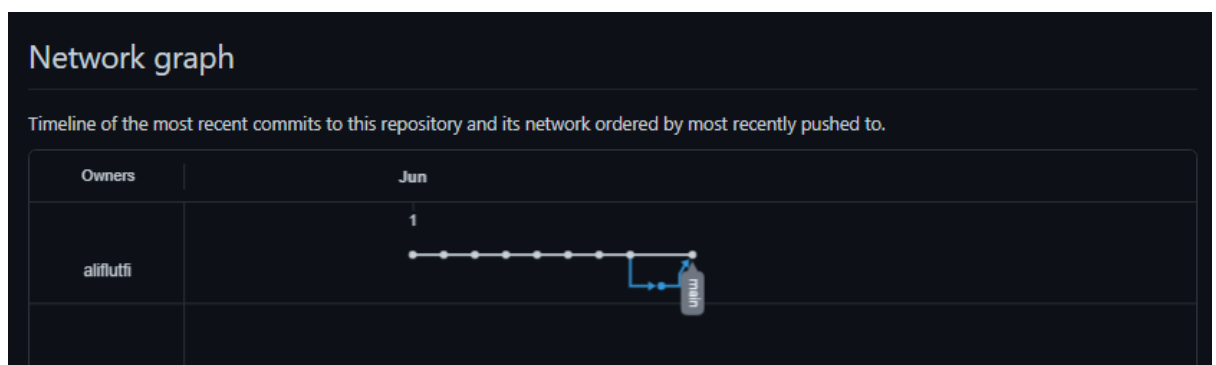 Network graph
Timeline of the most recent commits to this repository and its network ordered by most recently pushed to.
Owners Jun
1
aliflutfi
main